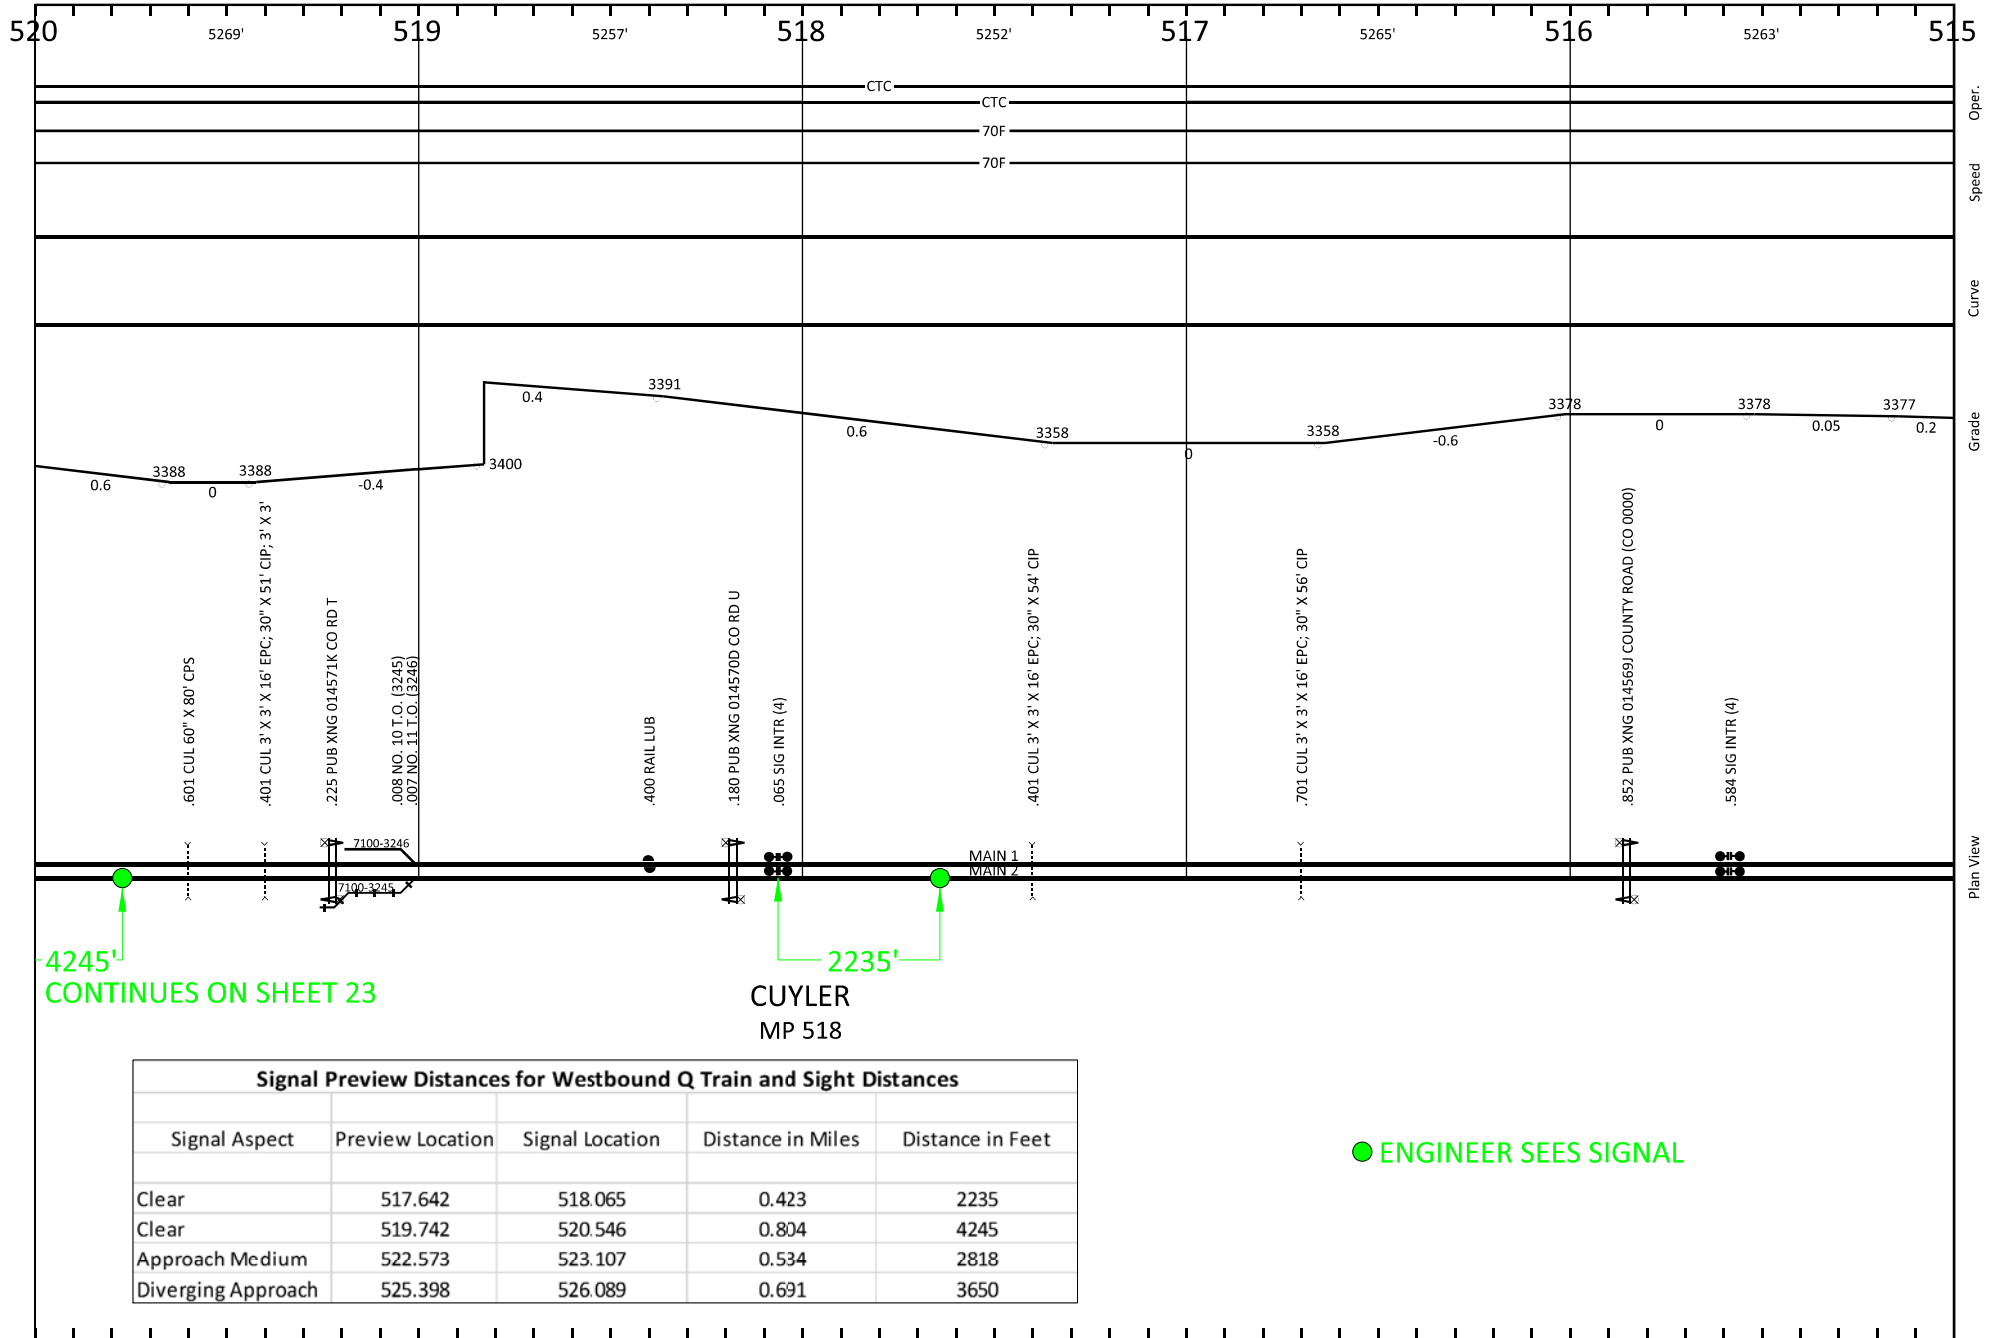 520 5269' 519 5257' 518 5252' 517 5265' 516 5263' 515
CTC
CTC
70F
70F
Oper.
Speed
Curve
Grade
Plan View
3391
0.4
3378 3378 3377
0.6
3358 3358
-0.6
0
0.05
0.2
0
3400
3388 3388
0.6
0
-0.4
.601 CUL 60" X 80' CPS
.401 CUL 3' X 3' X 16' EPC; 30" X 51' CIP; 3' X 3'
.225 PUB XNG 014571K CO RD T
.008 NO. 10 T.O. (3245)
.007 NO. 11 T.O. (3246)
.400 RAIL LUB
.180 PUB XNG 014570D CO RD U
.065 SIG INTR (4)
.401 CUL 3' X 3' X 16' EPC; 30" X 54' CIP
.701 CUL 3' X 3' X 16' EPC; 30" X 56' CIP
.852 PUB XNG 014569J COUNTY ROAD (CO 0000)
.584 SIG INTR (4)
7100-3246
MAIN 1
MAIN 2
7100-3245
4245'
2235'
CONTINUES ON SHEET 23
CUYLER
MP 518
Signal Preview Distances for Westbound Q Train and Sight Distances
Signal Aspect Preview Location Signal Location Distance in Miles Distance in Feet
Clear 517.642 518.065 0.423 2235
Clear 519.742 520.546 0.804 4245
Approach Medium 522.573 523.107 0.534 2818
Diverging Approach 525.398 526.089 0.691 3650
ENGINEER SEES SIGNAL